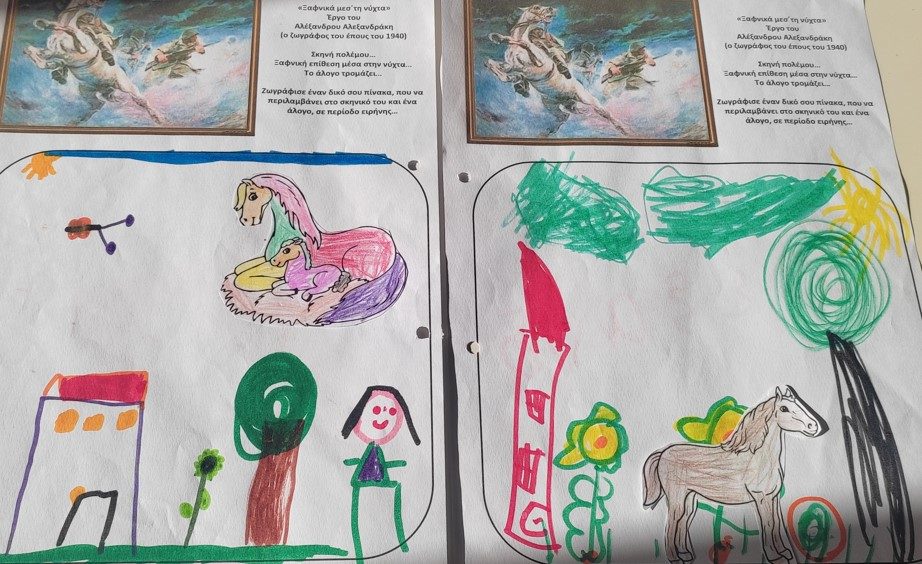 «Ξαφνικά μεσ΄τη νύχτα»
Έργο του
Αλέξανδρου Αλεξανδράκη
(ο ζωγράφος του έπους του 1940)
Σκηνή πολέμου...
Ξαφνική επίθεση μέσα στην νύχτα...
Το άλογο τρομάζει...
Ζωγράφισε έναν δικό σου πίνακα, που να
περιλαμβάνει στο σκηνικό του και ένα
άλογο, σε περίοδο ειρήνης...
«Ξαφνικά μεσ΄τη νύχτα»
Έργο του
Αλέξανδρου Αλεξανδράκη
(ο ζωγράφος του έπους του 1940)
Σκηνή πολέμου...
Ξαφνική επίθεση μέσα στην νύχτα...
Το άλογο τρομάζει...
Ζωγράφισε έναν δικό σου πίνακα, που να
περιλαμβάνει στο σκηνικό του και ένα
άλογο, σε περίοδο ειρήνης...